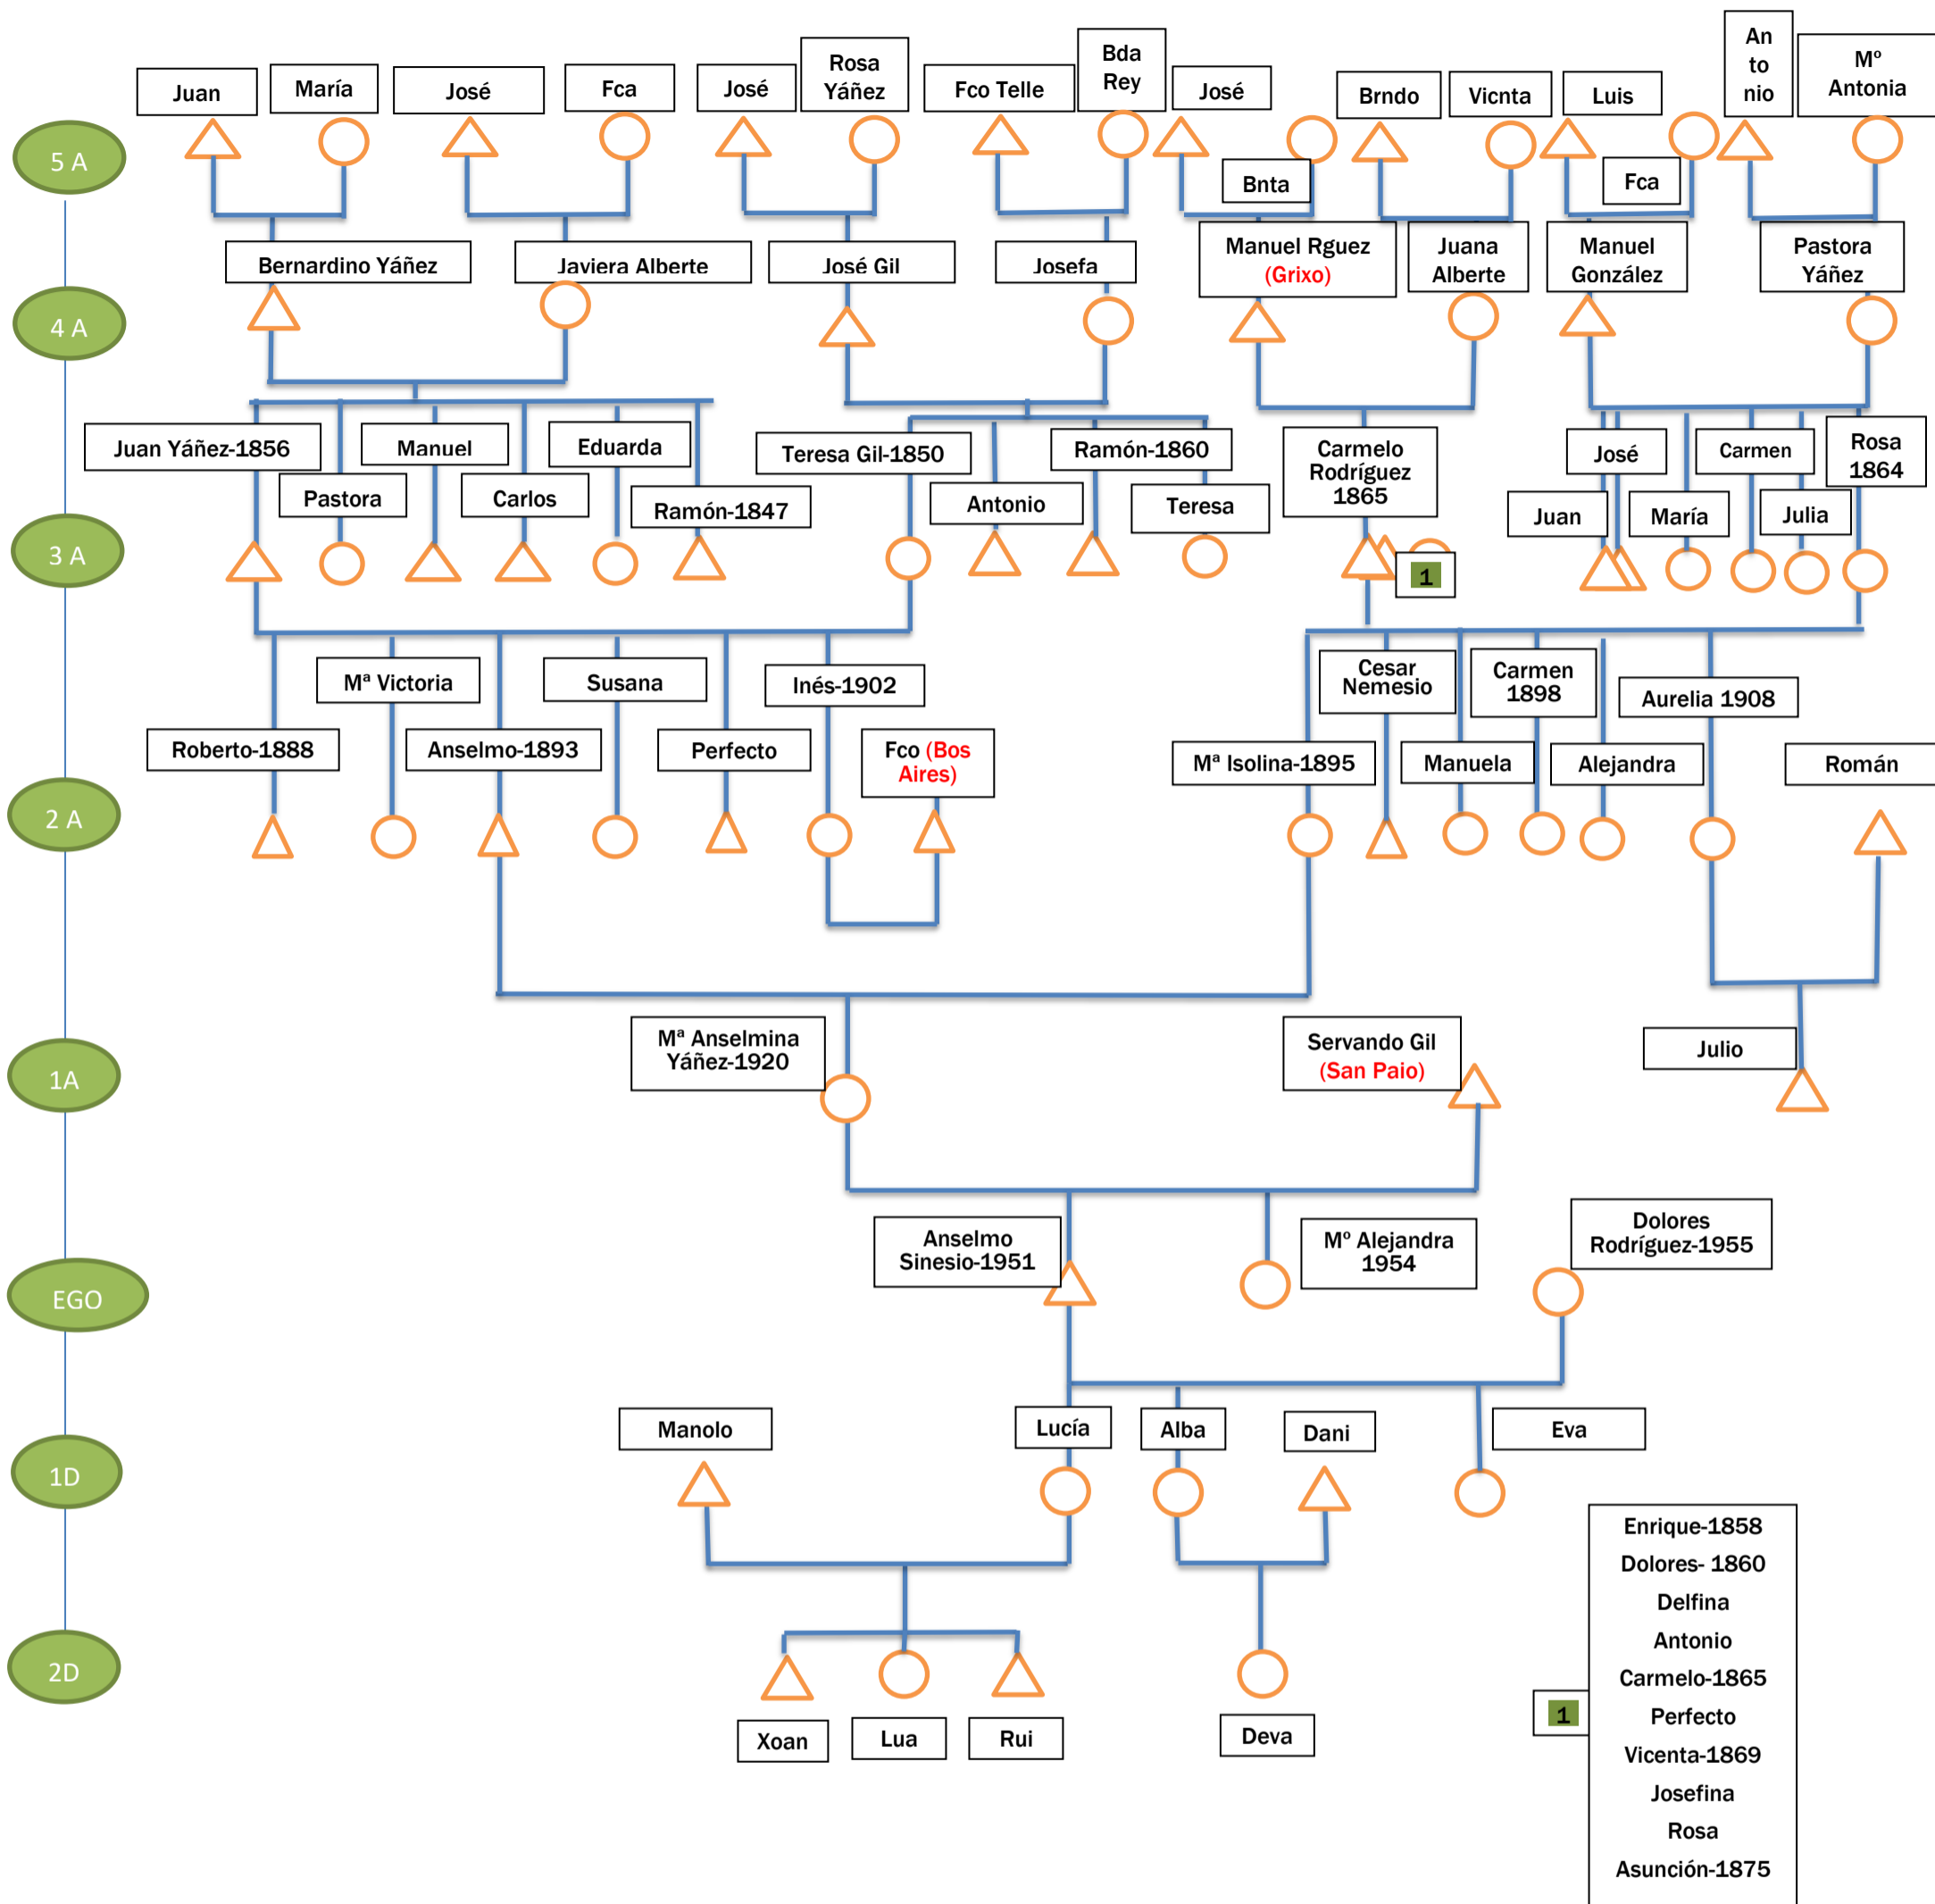 5 A
Juan
María
José
Fca
José
Rosa
Yáñez
Fco Telle
Bda
Rey
José
Bnta
Brndo
Vicnta
Luis
Fca
An
to
nio
Mº
Antonia
4 A
Bernardino Yáñez
Javiera Alberte
José Gil
Josefa
Manuel Rguez
(Grixo)
Juana
Alberte
Manuel
González
Pastora
Yáñez
3 A
Juan Yáñez-1856
Pastora
Manuel
Carlos
Eduarda
Ramón-1847
Teresa Gil-1850
Antonio
Ramón-1860
Teresa
Carmelo
Rodríguez
1865
1
Juan
José
María
Carmen
Julia
Rosa
1864
2 A
Roberto-1888
Mª Victoria
Anselmo-1893
Susana
Perfecto
Inés-1902
Fco (Bos
Aires)
Mª Isolina-1895
Cesar
Nemesio
Manuela
Carmen
1898
Alejandra
Aurelia 1908
Román
1A
Mª Anselmina
Yáñez-1920
Servando Gil
(San Paio)
Julio
EGO
Anselmo
Sinesio-1951
Mº Alejandra
1954
Dolores
Rodríguez-1955
1D
Manolo
Lucía
Alba
Dani
Eva
2D
Xoan
Lua
Rui
Deva
1
Enrique-1858
Dolores- 1860
Delfina
Antonio
Carmelo-1865
Perfecto
Vicenta-1869
Josefina
Rosa
Asunción-1875